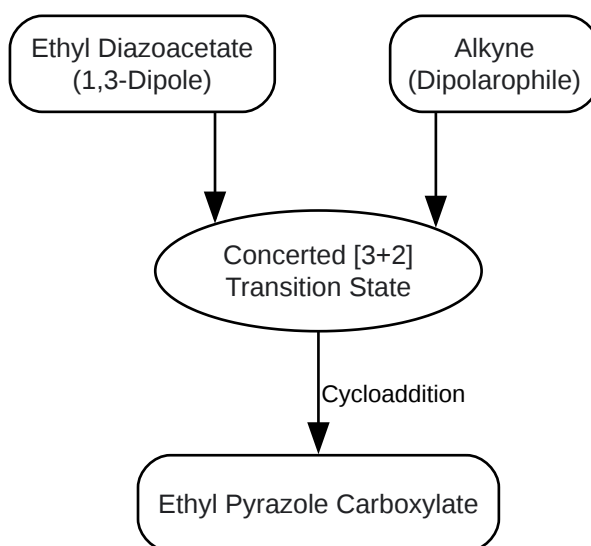 Ethyl Diazoacetate
(1,3-Dipole)
Alkyne
(Dipolarophile)
Concerted [3+2]
Transition State
Cycloaddition
Ethyl Pyrazole Carboxylate